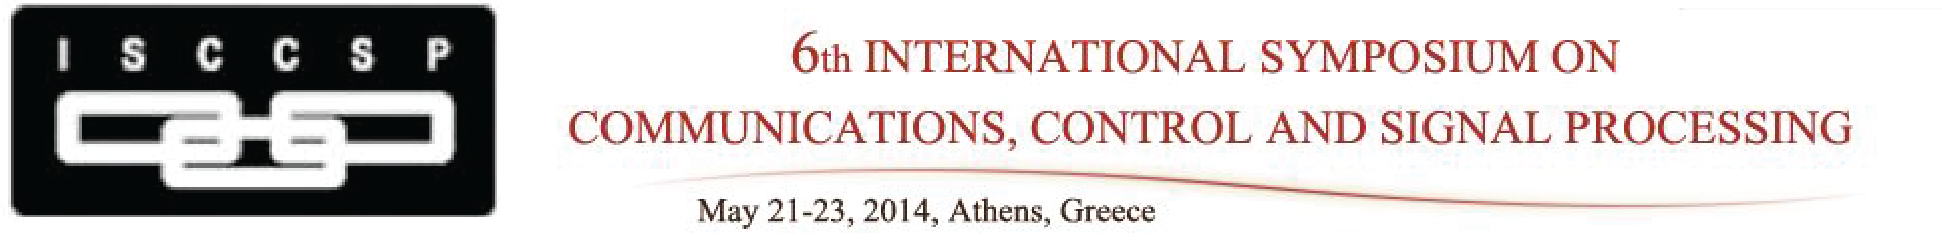 I S C C S P
6th INTERNATIONAL SYMPOSIUM ON
COMMUNICATIONS, CONTROL AND SIGNAL PROCESSING
May 21-23, 2014, Athens, Greece